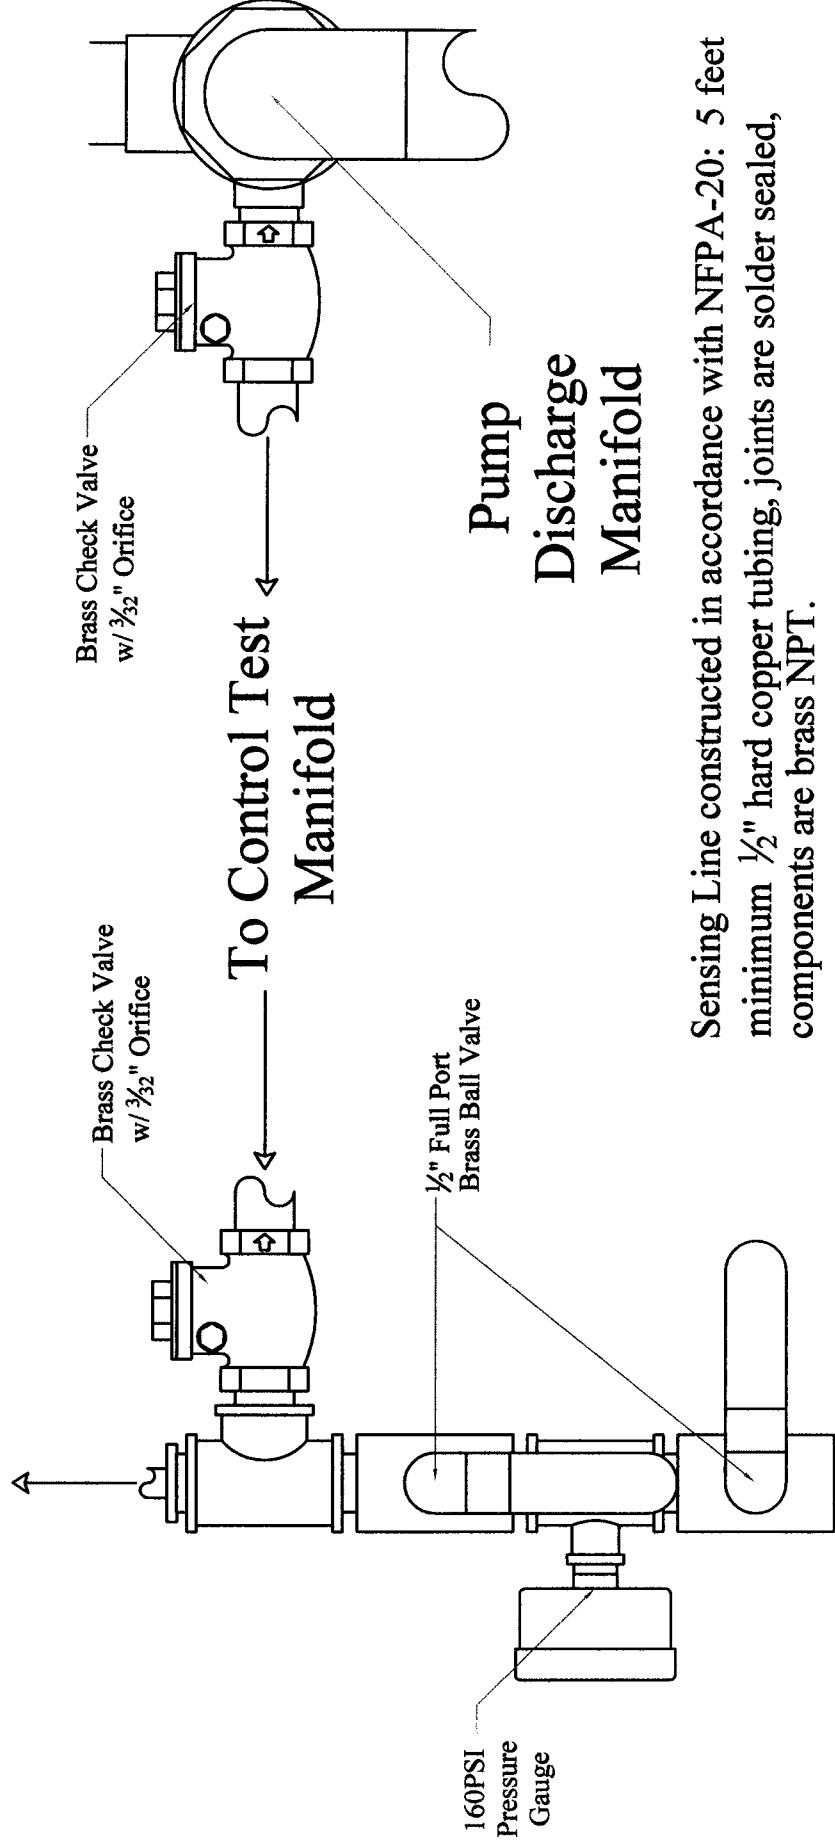 Brass Check Valve
w/ 3⁄32" Orifice
Brass Check Valve
w/ 3⁄32" Orifice
To Control Test
Manifold
½" Full Port
Brass Ball Valve
160PSI
Pressure
Gauge
Pump
Discharge
Manifold
Sensing Line constructed in accordance with NFPA-20: 5 feet
minimum ½" hard copper tubing, joints are solder sealed,
components are brass NPT.